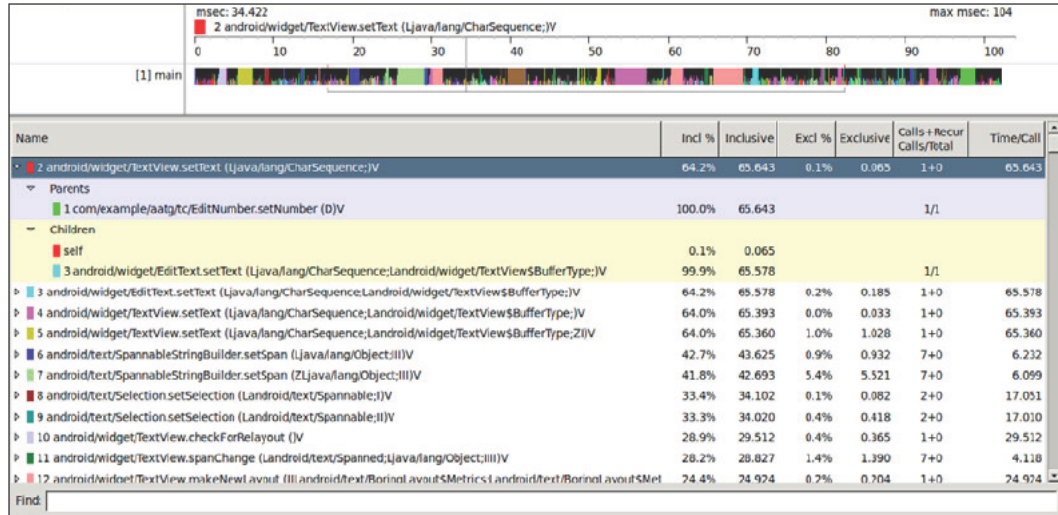 msec: 34.422 max msec: 104
2 android/widget/TextView.setText (Ljava/lang/CharSequence;)V
0 10 20 30 40 50 60 70 80 90 100
[1] main
Name Incl % Inclusive Excl % Exclusive Calls+Recur Calls/Total Time/Call
2 android/widget/TextView.setText (Ljava/lang/CharSequence;)V 64.2% 65.643 0.1% 0.065 1+0 65.643
Parents
1 com/example/aatg/tc/EditNumber.setNumber (D)V 100.0% 65.643 1/1
Children
self 0.1% 0.065
3 android/widget/EditText.setText (Ljava/lang/CharSequence;Landroid/widget/TextView$BufferType;)V 99.9% 65.578 1/1
3 android/widget/EditText.setText (Ljava/lang/CharSequence;Landroid/widget/TextView$BufferType;)V 64.2% 65.578 0.2% 0.185 1+0 65.578
4 android/widget/TextView.setText (Ljava/lang/CharSequence;Landroid/widget/TextView$BufferType;)V 64.0% 65.393 0.0% 0.033 1+0 65.393
5 android/widget/TextView.setText (Ljava/lang/CharSequence;Landroid/widget/TextView$BufferType;ZI)V 64.0% 65.360 1.0% 1.028 1+0 65.360
6 android/text/SpannableStringBuilder.setSpan (Ljava/lang/Object;III)V 42.7% 43.625 0.9% 0.932 7+0 6.232
7 android/text/SpannableStringBuilder.setSpan (ZLjava/lang/Object;III)V 41.8% 42.693 5.4% 5.521 7+0 6.099
8 android/text/Selection.setSelection (Landroid/text/Spannable;I)V 33.4% 34.102 0.1% 0.082 2+0 17.051
9 android/text/Selection.setSelection (Landroid/text/Spannable;II)V 33.3% 34.020 0.4% 0.418 2+0 17.010
10 android/widget/TextView.checkForRelayout ()V 28.9% 29.512 0.4% 0.365 1+0 29.512
11 android/widget/TextView.spanChange (Landroid/text/Spanned;Ljava/lang/Object;IIII)V 28.2% 28.827 1.4% 1.390 7+0 4.118
12 android/widget/TextView.makeNewLayout (IILandroid/text/BoringLayout$Metrics;Landroid/text/BoringLayout$Met 24.4% 24.924 0.2% 0.204 1+0 24.924
Find: